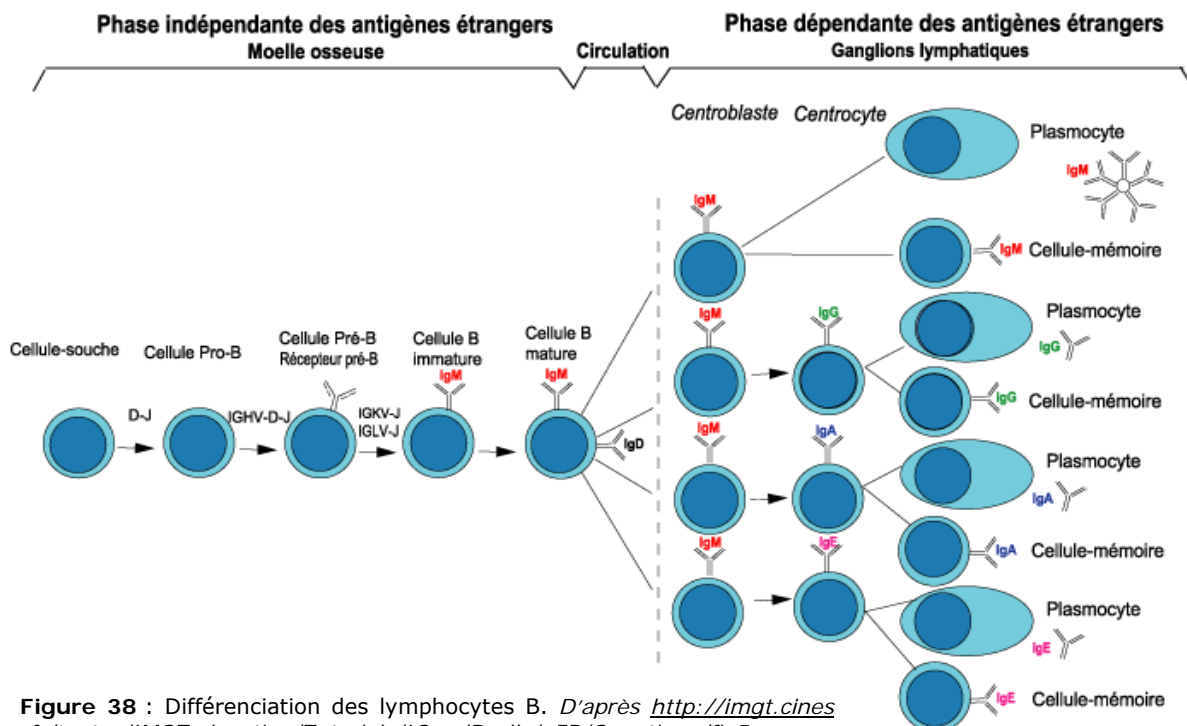 Phase indépendante des antigènes étrangers
Phase dépendante des antigènes étrangers
Moelle osseuse
Circulation
Ganglions lymphatiques
Centroblaste
Centrocyte
Plasmocyte
IgM
IgM
IgM
Cellule-mémoire
IgM
IgG
Plasmocyte
IgG
IgG
Cellule-mémoire
Cellule-souche
Cellule Pro-B
Cellule Pré-B
Récepteur pré-B
Cellule B
immature
IgM
Cellule B
mature
IgM
D-J
IGHV-D-J
IGKV-J
IGLV-J
IgD
IgM
IgA
Plasmocyte
IgA
IgA
Cellule-mémoire
IgM
IgE
Plasmocyte
IgE
IgE
Cellule-mémoire
Figure 38 : Différenciation des lymphocytes B. D'après http://imgt.cines